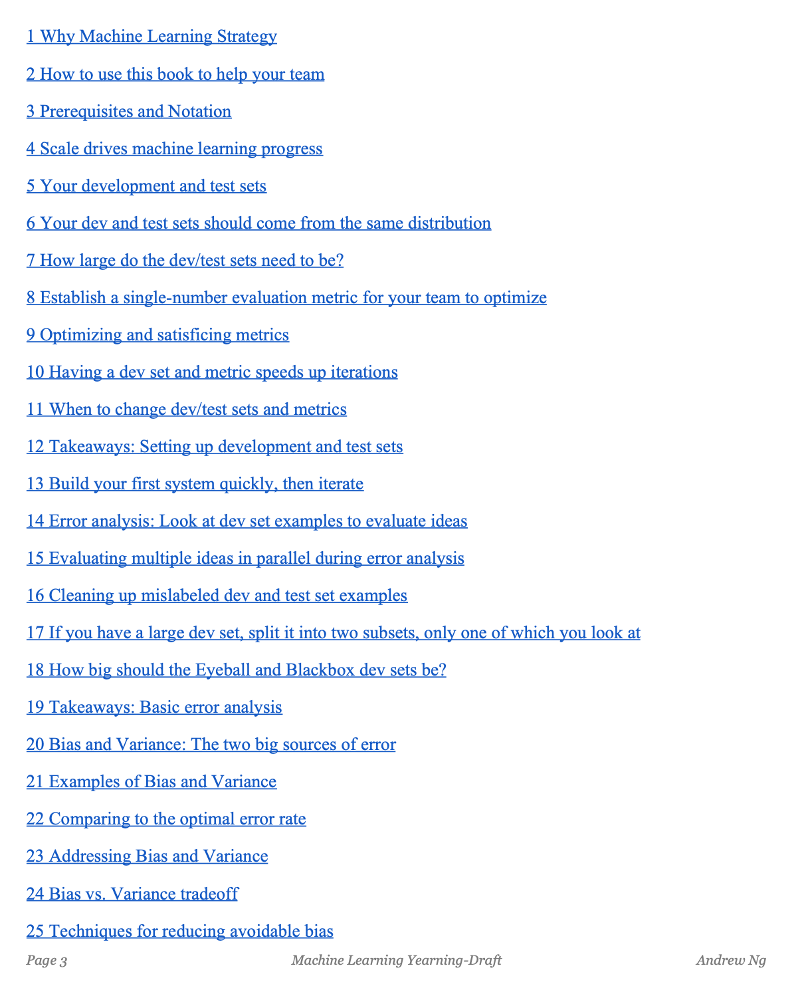 1 Why Machine Learning Strategy
2 How to use this book to help your team
3 Prerequisites and Notation
4 Scale drives machine learning progress
5 Your development and test sets
6 Your dev and test sets should come from the same distribution
7 How large do the dev/test sets need to be?
8 Establish a single-number evaluation metric for your team to optimize
9 Optimizing and satisficing metrics
10 Having a dev set and metric speeds up iterations
11 When to change dev/test sets and metrics
12 Takeaways: Setting up development and test sets
13 Build your first system quickly, then iterate
14 Error analysis: Look at dev set examples to evaluate ideas
15 Evaluating multiple ideas in parallel during error analysis
16 Cleaning up mislabeled dev and test set examples
17 If you have a large dev set, split it into two subsets, only one of which you look at
18 How big should the Eyeball and Blackbox dev sets be?
19 Takeaways: Basic error analysis
20 Bias and Variance: The two big sources of error
21 Examples of Bias and Variance
22 Comparing to the optimal error rate
23 Addressing Bias and Variance
24 Bias vs. Variance tradeoff
25 Techniques for reducing avoidable bias
Page 3 Machine Learning Yearning-Draft Andrew Ng